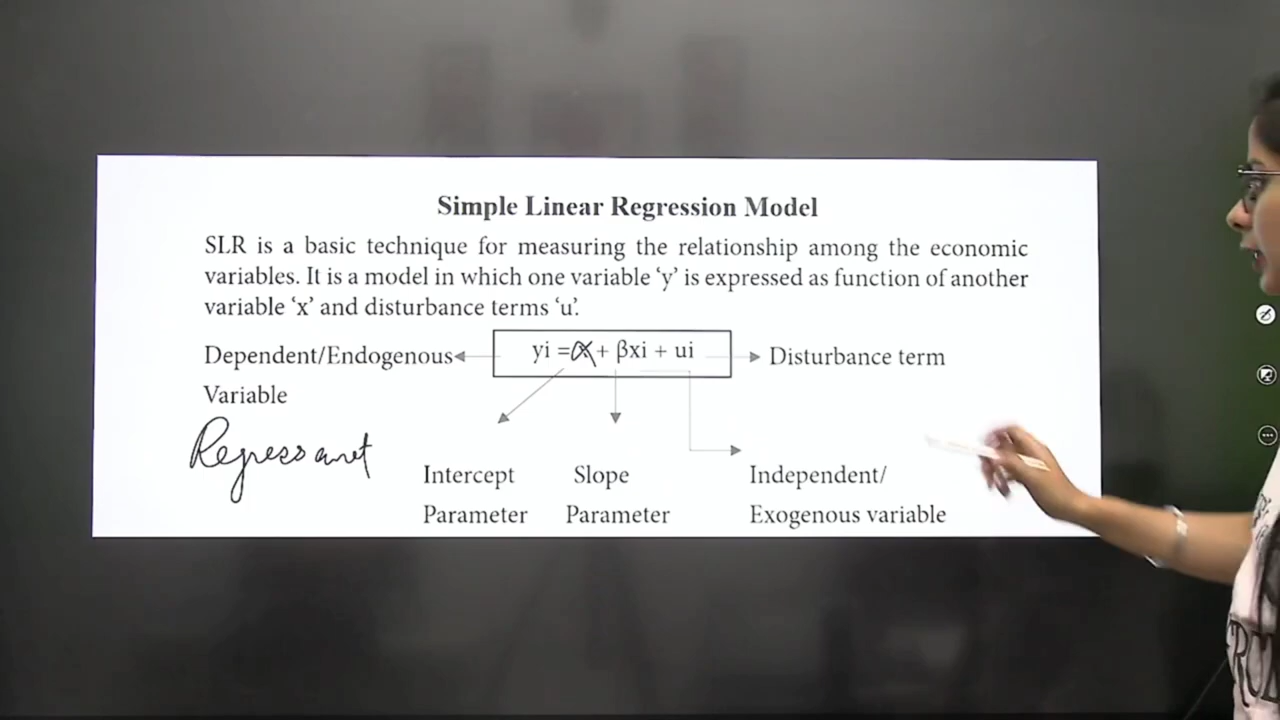 Simple Linear Regression Model
SLR is a basic technique for measuring the relationship among the economic
variables. It is a model in which one variable ‘y’ is expressed as function of another
variable ‘x’ and disturbance terms ‘u’.
Dependent/Endogenous
Variable
yi =α + βxi + ui
Disturbance term
Regressant
Intercept
Parameter
Slope
Parameter
Independent/
Exogenous variable